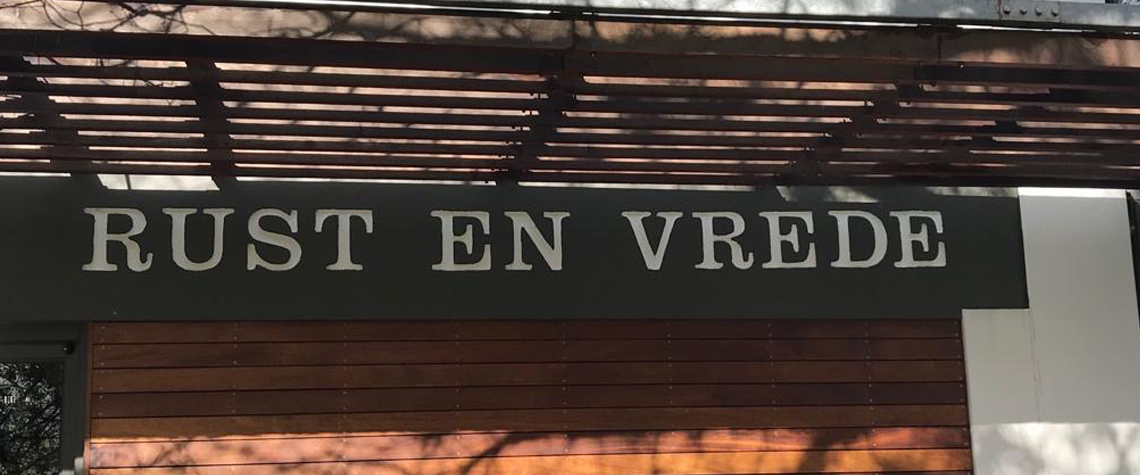 RUST EN VREDE